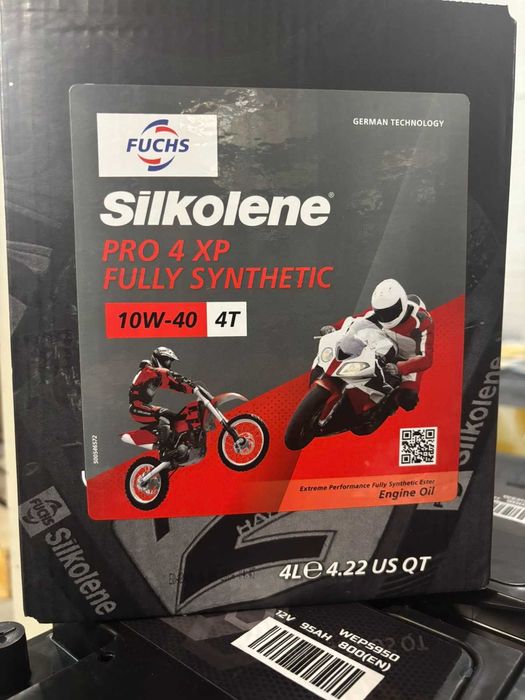 FUCHS
GERMAN TECHNOLOGY
Silkolene®
PRO 4 XP
FULLY SYNTHETIC
10W-40 4T
500546572
Extreme Performance Fully Synthetic Ester
Engine Oil
Silkolene
FUCHS
Silkolene
4L℮ 4.22 US QT
12V 95AH 800(EN)
WEP5950